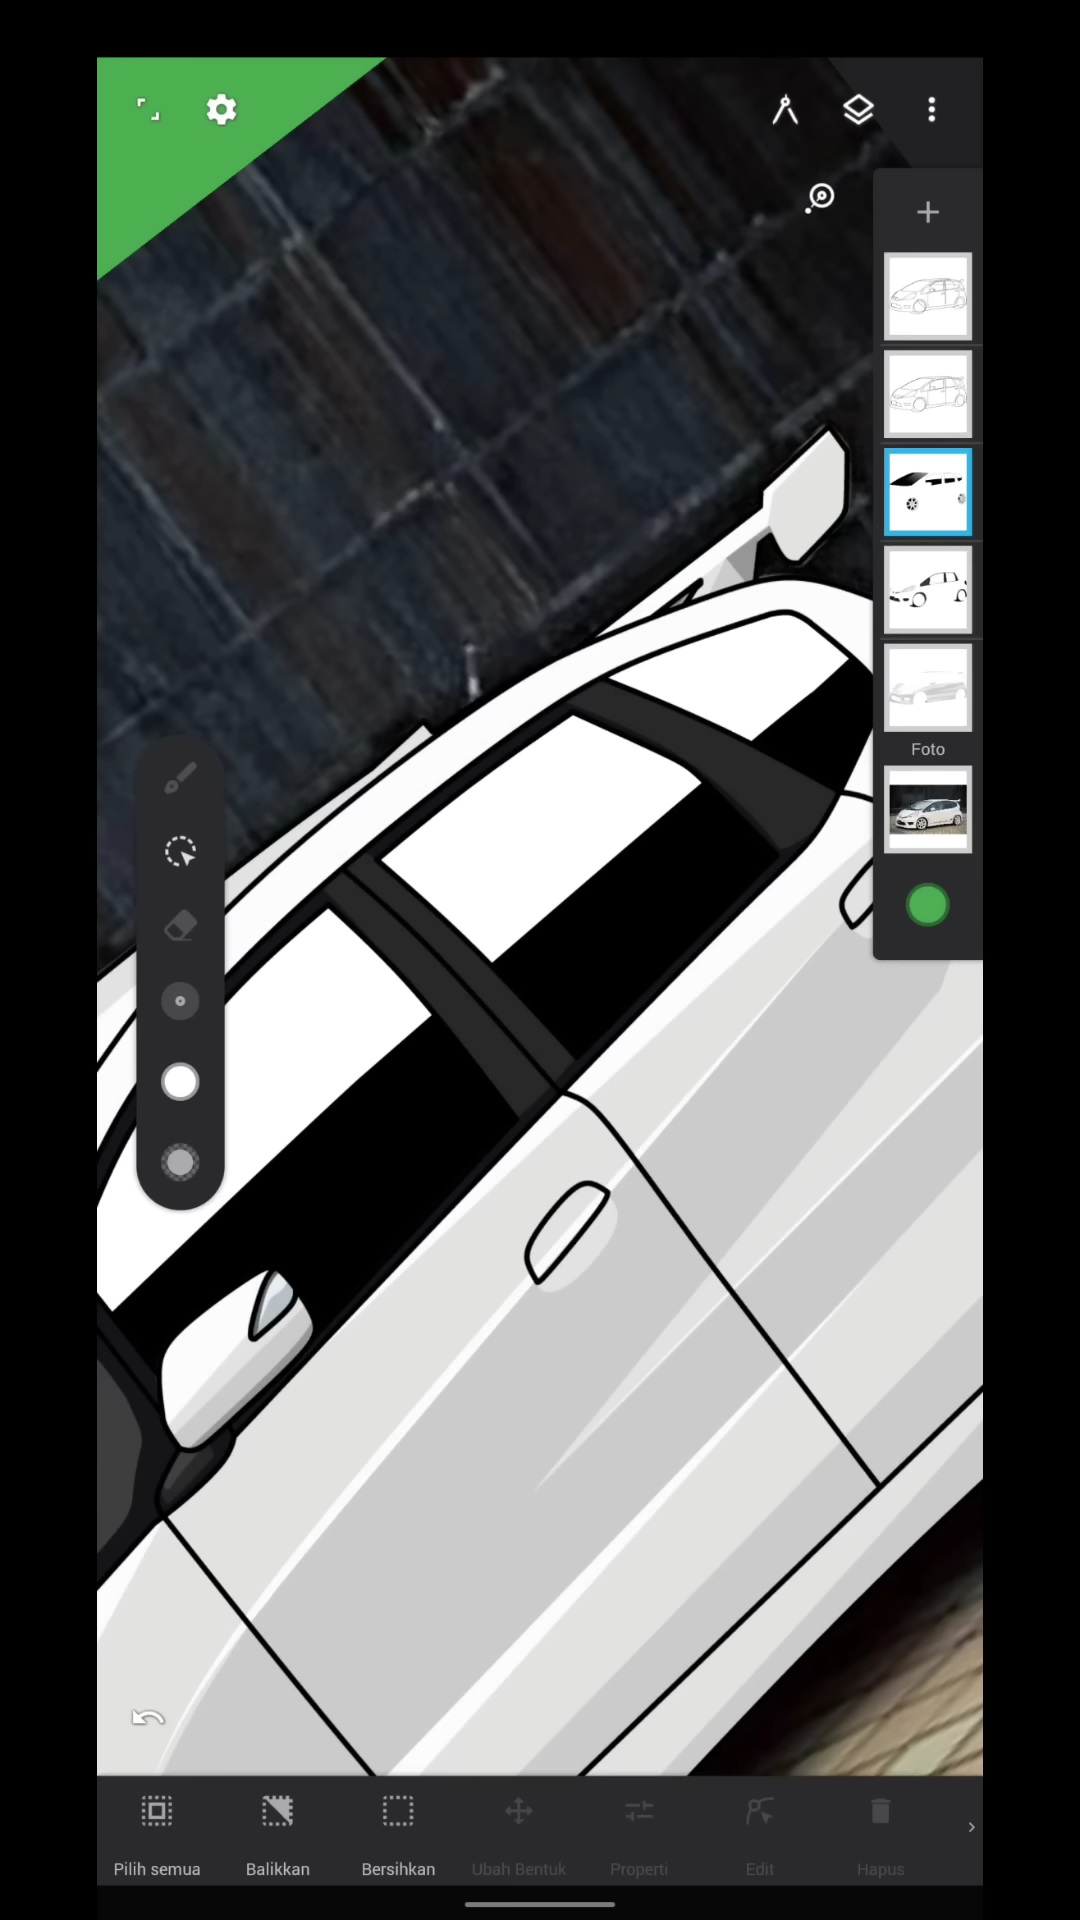 Foto
Pilih semua
Balikkan
Bersihkan
Ubah Bentuk
Properti
Edit
Hapus